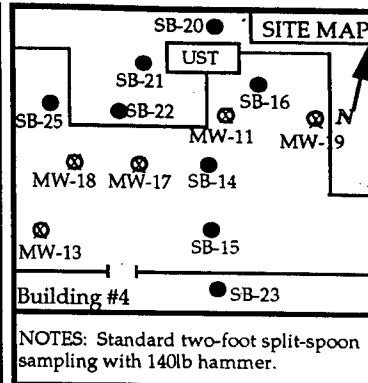 SB-20
SITE MAP
UST
SB-21
SB-16
SB-25
SB-22
MW-11
MW-19
N
MW-18
MW-17
SB-14
MW-13
SB-15
Building #4
SB-23
NOTES: Standard two-foot split-spoon
sampling with 140lb hammer.